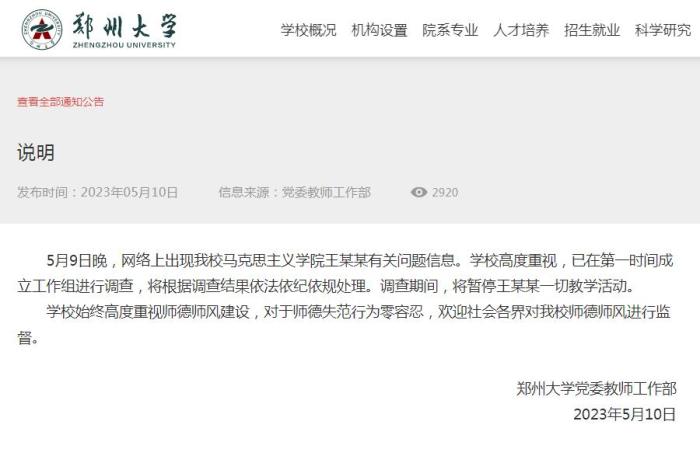 郑州大学
ZHENGZHOU UNIVERSITY
学校概况 机构设置 院系专业 人才培养 招生就业 科学研究
查看全部通知公告
说明
发布时间：2023年05月10日 信息来源：党委教师工作部 2920
5月9日晚，网络上出现我校马克思主义学院王某某有关问题信息。学校高度重视，已在第一时间成
立工作组进行调查，将根据调查结果依法依纪依规处理。调查期间，将暂停王某某一切教学活动。
学校始终高度重视师德师风建设，对于师德失范行为零容忍，欢迎社会各界对我校师德师风进行监
督。
郑州大学党委教师工作部
2023年5月10日